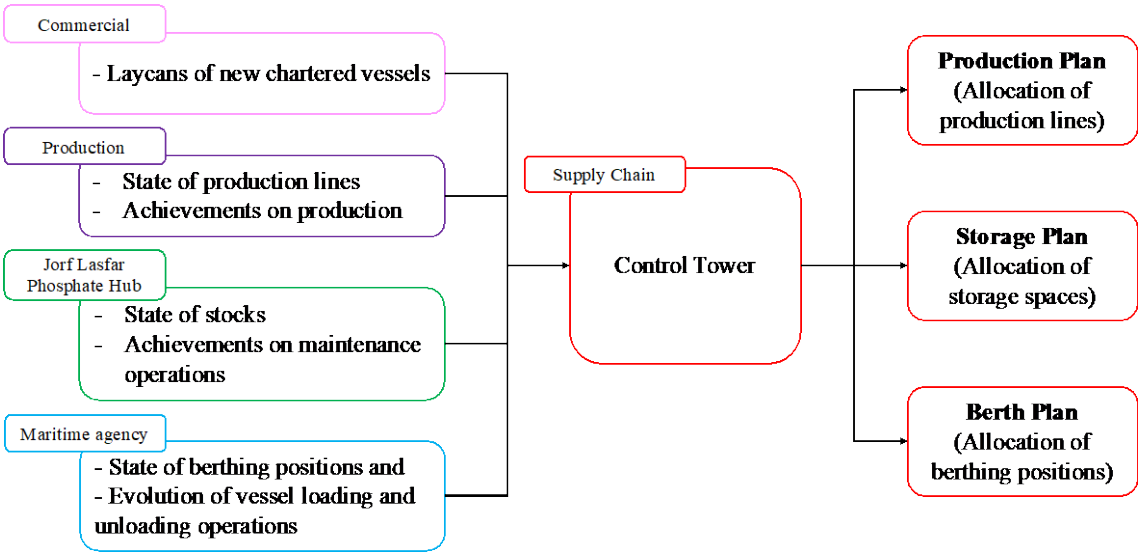 Commercial
- Laycans of new chartered vessels
Production
- State of production lines
- Achievements on production
Jorf Lasfar
Phosphate Hub
- State of stocks
- Achievements on maintenance
operations
Maritime agency
- State of berthing positions and
- Evolution of vessel loading and
unloading operations
Supply Chain
Control Tower
Production Plan
(Allocation of
production lines)
Storage Plan
(Allocation of
storage spaces)
Berth Plan
(Allocation of
berthing positions)